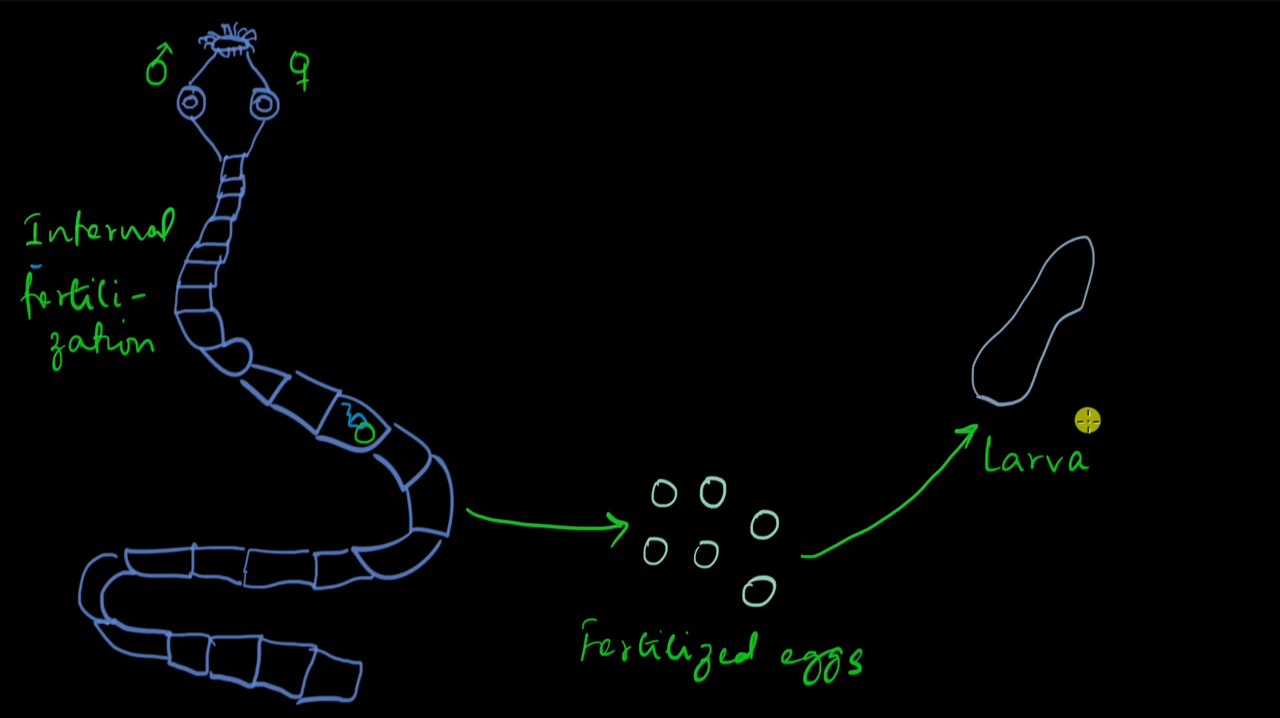 ♂ ♀
Internal
fertili-
zation
Larva
Fertilized eggs